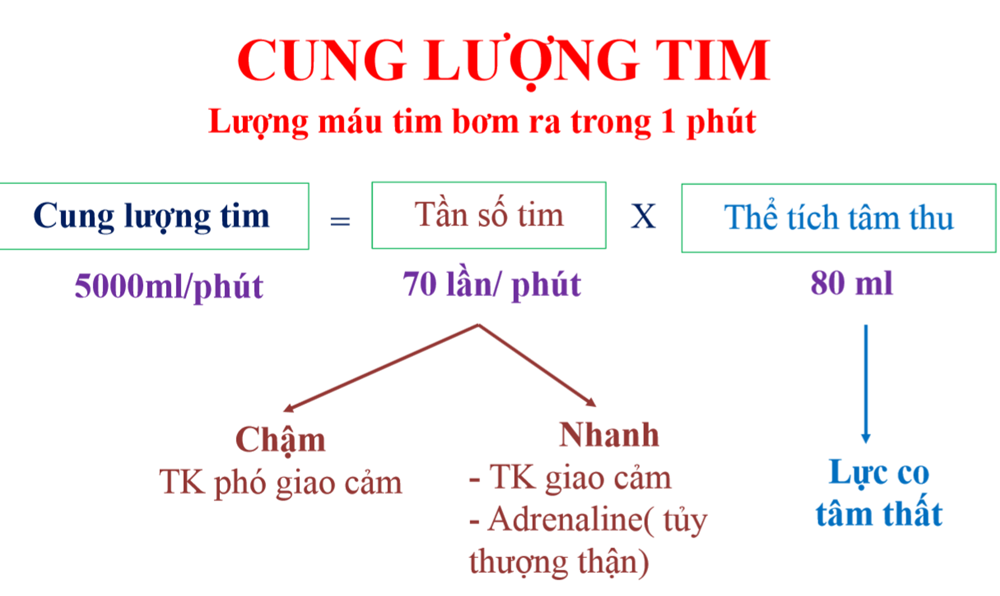 CUNG LƯỢNG TIM
Lượng máu tim bơm ra trong 1 phút
Cung lượng tim = Tần số tim X Thể tích tâm thu
5000ml/phút 70 lần/ phút 80 ml
Chậm
TK phó giao cảm
Nhanh
- TK giao cảm
- Adrenaline( tủy
thượng thận)
Lực co
tâm thất